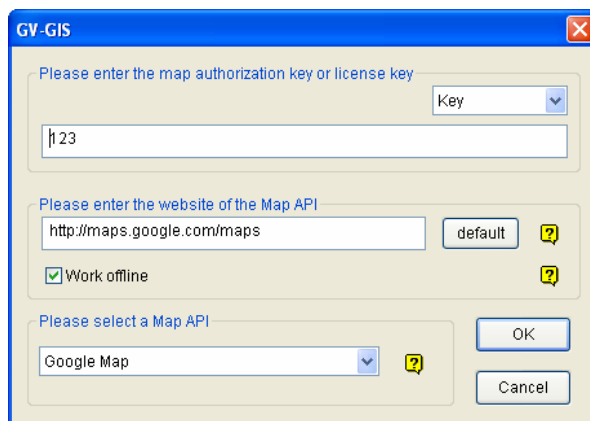 GV-GIS
Please enter the map authorization key or license key
Key
123
Please enter the website of the Map API
http://maps.google.com/maps
default
Work offline
Please select a Map API
Google Map
OK
Cancel